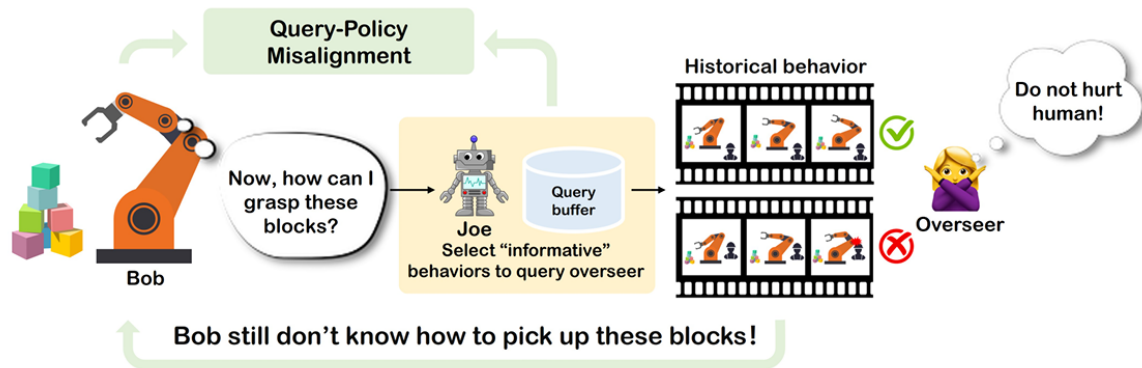 Query-Policy
Misalignment
Historical behavior
Do not hurt
human!
Now, how can I
grasp these
blocks?
Query
buffer
Joe
Select “informative”
behaviors to query overseer
Overseer
Bob
Bob still don’t know how to pick up these blocks!